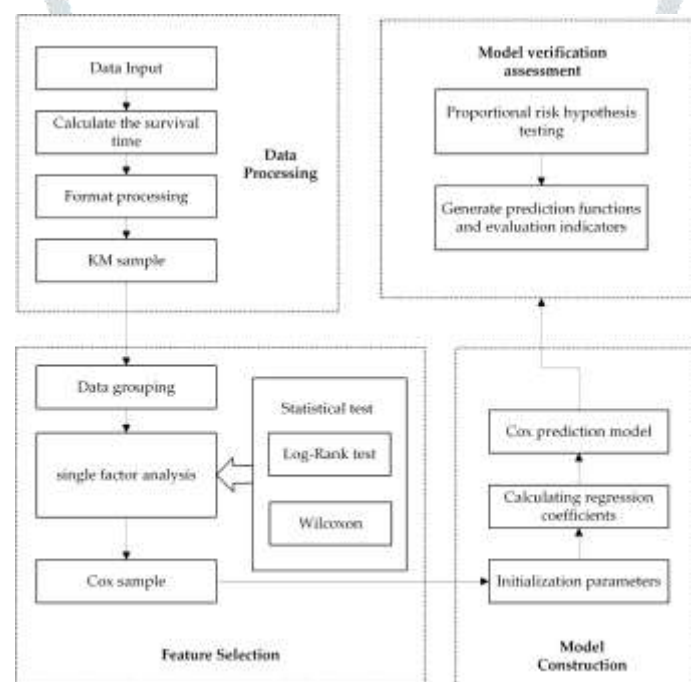 Data Input
Calculate the survival
time
Format processing
KM sample
Data
Processing
Data grouping
single factor analysis
Cox sample
Statistical test
Log-Rank test
Wilcoxon
Feature Selection
Initialization parameters
Calculating regression
coefficients
Cox prediction model
Model
Construction
Model verification
assessment
Proportional risk hypothesis
testing
Generate prediction functions
and evaluation indicators